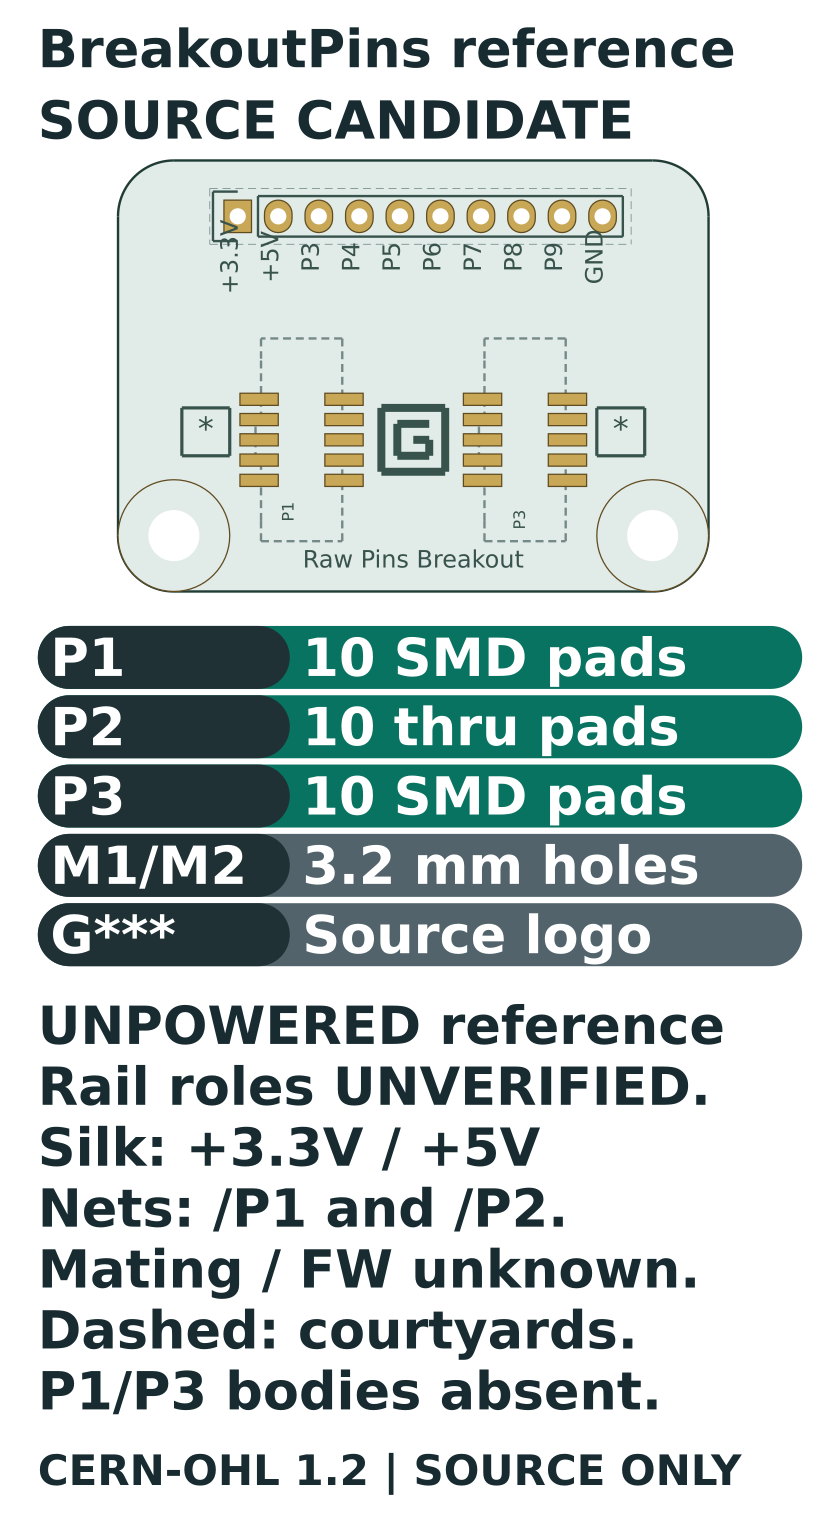 BreakoutPins reference
SOURCE CANDIDATE
+3.3V +5V P3 P4 P5 P6 P7 P8 P9 GND
* G *
P1 P3
Raw Pins Breakout
P1 10 SMD pads
P2 10 thru pads
P3 10 SMD pads
M1/M2 3.2 mm holes
G*** Source logo
UNPOWERED reference
Rail roles UNVERIFIED.
Silk: +3.3V / +5V
Nets: /P1 and /P2.
Mating / FW unknown.
Dashed: courtyards.
P1/P3 bodies absent.
CERN-OHL 1.2 | SOURCE ONLY